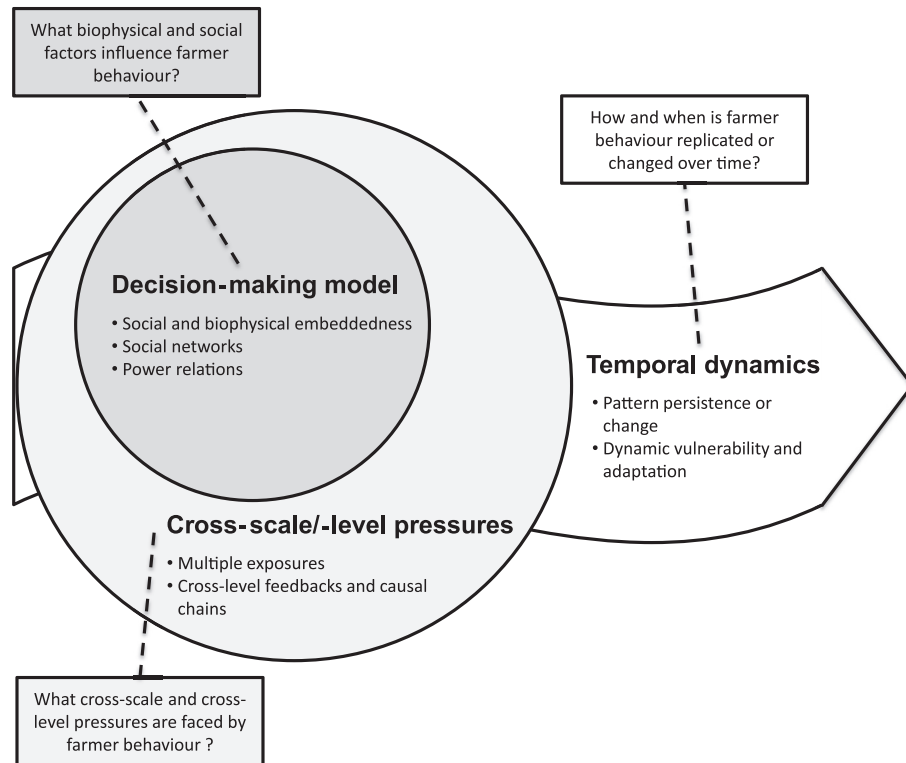 What biophysical and social
factors influence farmer
behaviour?
How and when is farmer
behaviour replicated or
changed over time?
Decision-making model
• Social and biophysical embeddedness
• Social networks
• Power relations
Temporal dynamics
• Pattern persistence or
change
• Dynamic vulnerability and
adaptation
Cross-scale/-level pressures
• Multiple exposures
• Cross-level feedbacks and causal
chains
What cross-scale and cross-
level pressures are faced by
farmer behaviour ?